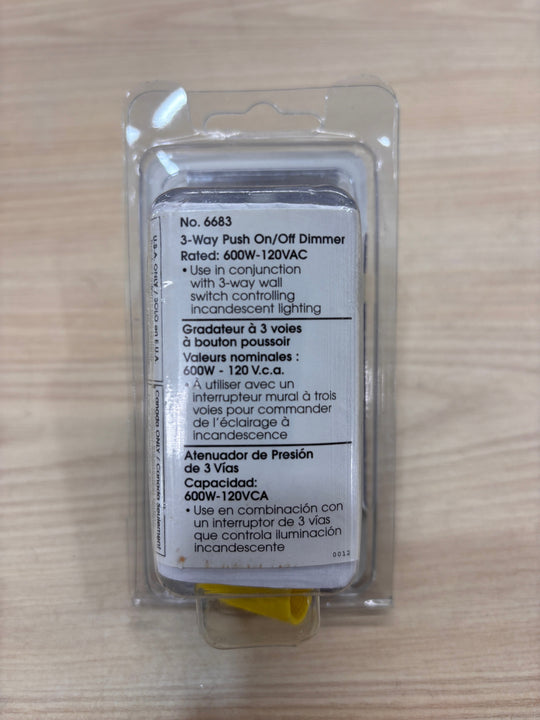 No. 6683
3-Way Push On/Off Dimmer
Rated: 600W-120VAC
• Use in conjunction
with 3-way wall
switch controlling
incandescent lighting
Gradateur à 3 voies
à bouton poussoir
Valeurs nominales :
600W - 120 V.c.a.
• À utiliser avec un
interrupteur mural à trois
voies pour commander
de l'éclairage à
incandescence
Atenuador de Presión
de 3 Vías
Capacidad:
600W-120VCA
• Use en combinación con
un interruptor de 3 vías
que controla iluminación
incandescente
0012
U.S.A. ONLY / SOLO en E.U.A.
Canada ONLY / Canada Seulement